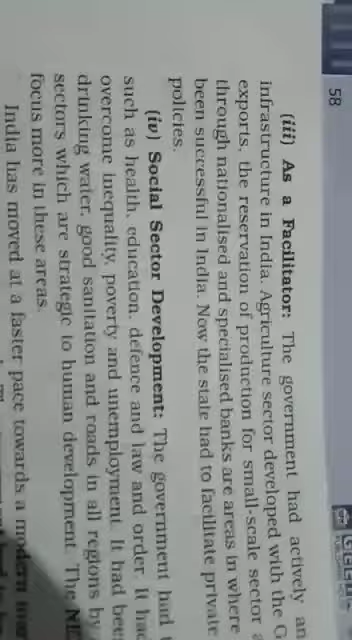 58
(iii) As a Facilitator: The government had actively
infrastructure in India. Agriculture sector developed with the
exports, the reservation of production for small-scale sector
through nationalised and specialised banks are areas in where
been successful in India. Now the state had to facilitate private
policies.
(iv) Social Sector Development: The government had
such as health, education, defence and law and order. It had
overcome inequality, poverty and unemployment. It had
drinking water, good sanitation and roads in all regions by
sectors which are strategic to human development. The
focus more in these areas.
India has moved at a faster pace towards a modern